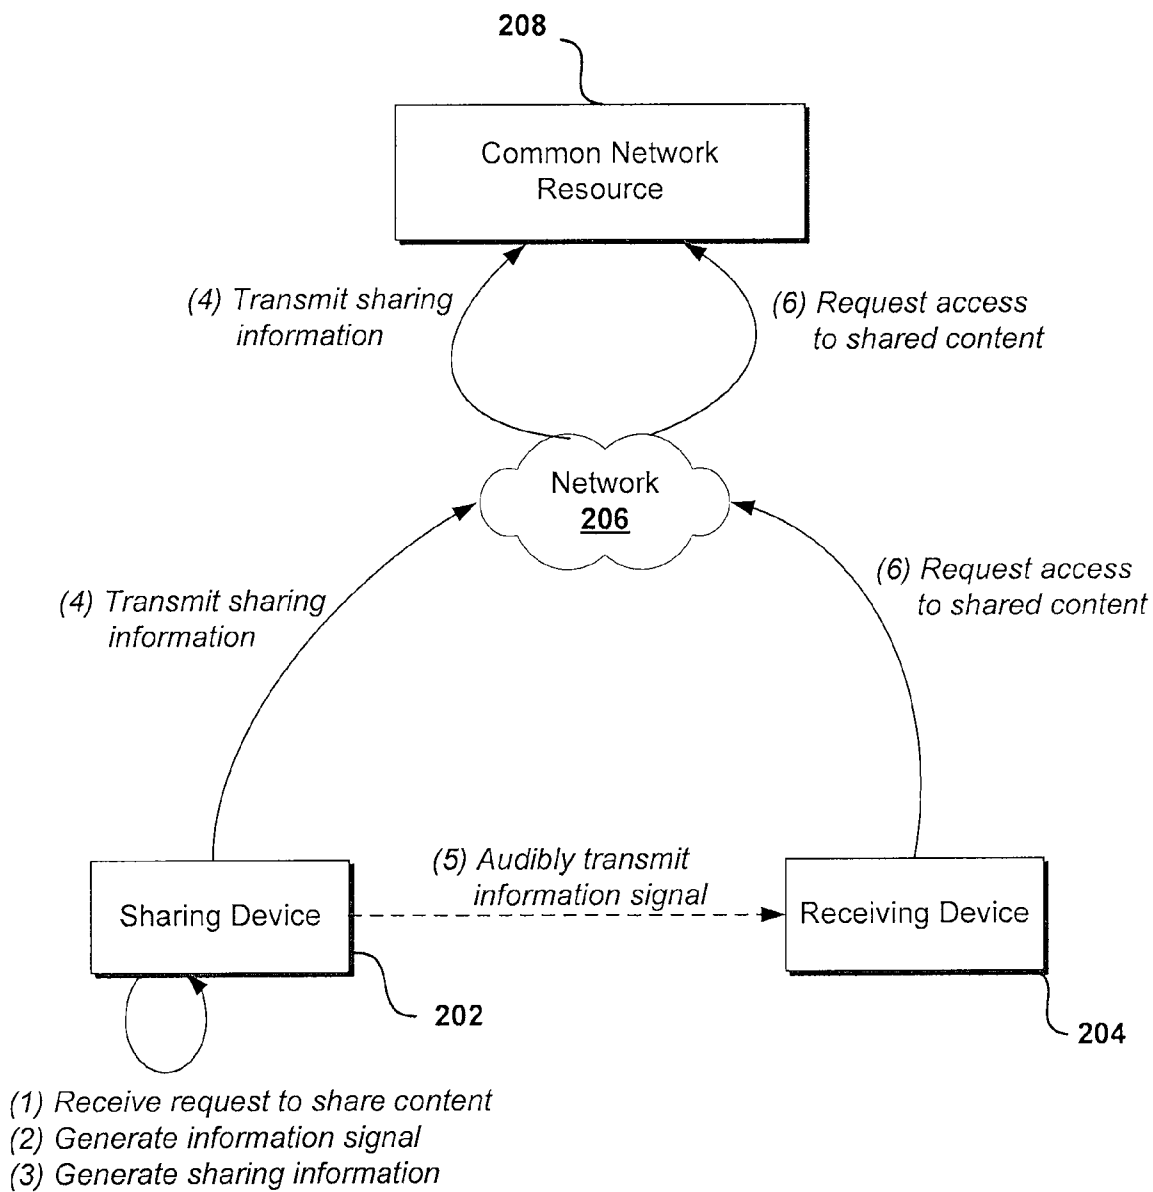 208
Common Network
Resource
(4) Transmit sharing
information
(6) Request access
to shared content
Network
206
(4) Transmit sharing
information
(6) Request access
to shared content
(5) Audibly transmit
information signal
Sharing Device
Receiving Device
202
204
(1) Receive request to share content
(2) Generate information signal
(3) Generate sharing information